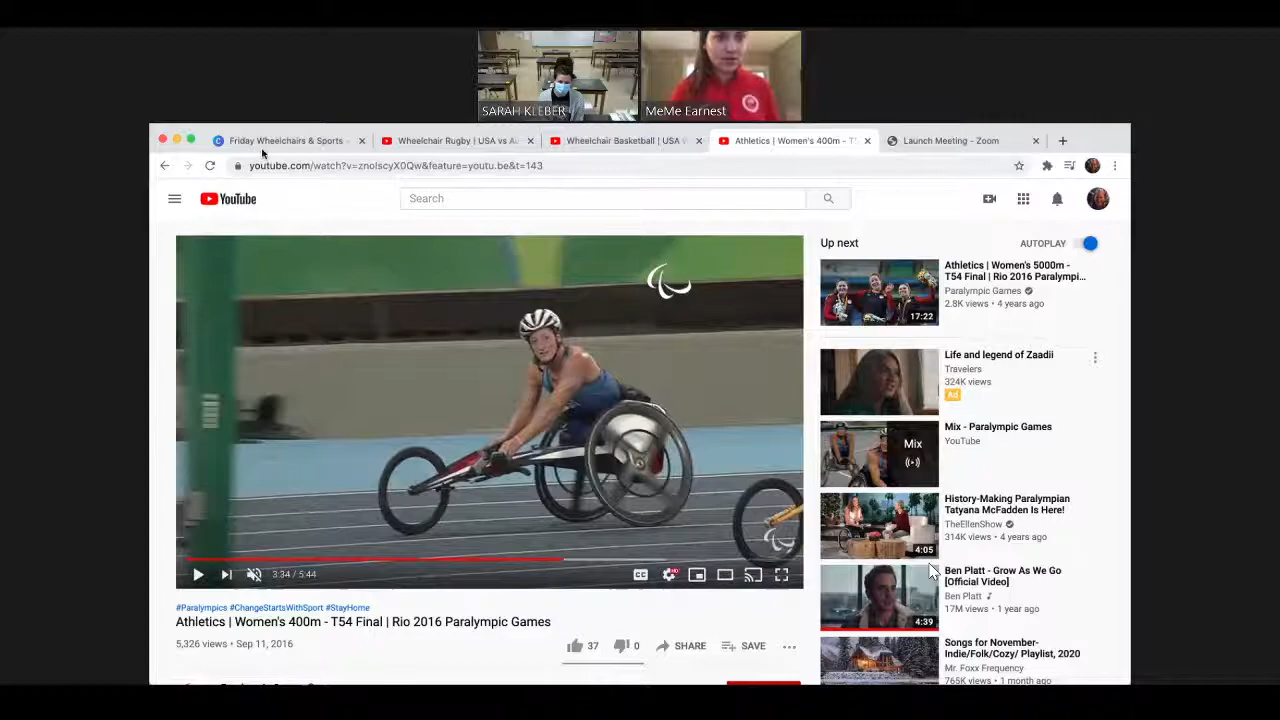 SARAH KLEBER
MeMe Earnest
Friday Wheelchairs & Sports -
Wheelchair Rugby | USA vs Au
Wheelchair Basketball | USA
Athletics | Women's 400m - T
Launch Meeting - Zoom
youtube.com/watch?v=znoIscyX0Qw&feature=youtu.be&t=143
YouTube
Search
Up next
AUTOPLAY
Athletics | Women's 5000m -
T54 Final | Rio 2016 Paralympi...
Paralympic Games
2.8K views • 4 years ago
17:22
Life and legend of Zaadii
Travelers
324K views
Ad
Mix - Paralympic Games
YouTube
Mix
History-Making Paralympian
Tatyana McFadden Is Here!
TheEllenShow
314K views • 4 years ago
4:05
Ben Platt - Grow As We Go
[Official Video]
Ben Platt
17M views • 1 year ago
4:39
Songs for November-
Indie/Folk/Cozy/ Playlist, 2020
Mr. Foxx Frequency
765K views • 1 month ago
3:34 / 5:44
CC
HD
#Paralympics #ChangeStartsWithSport #StayHome
Athletics | Women's 400m - T54 Final | Rio 2016 Paralympic Games
5,326 views • Sep 11, 2016
37
0
SHARE
SAVE